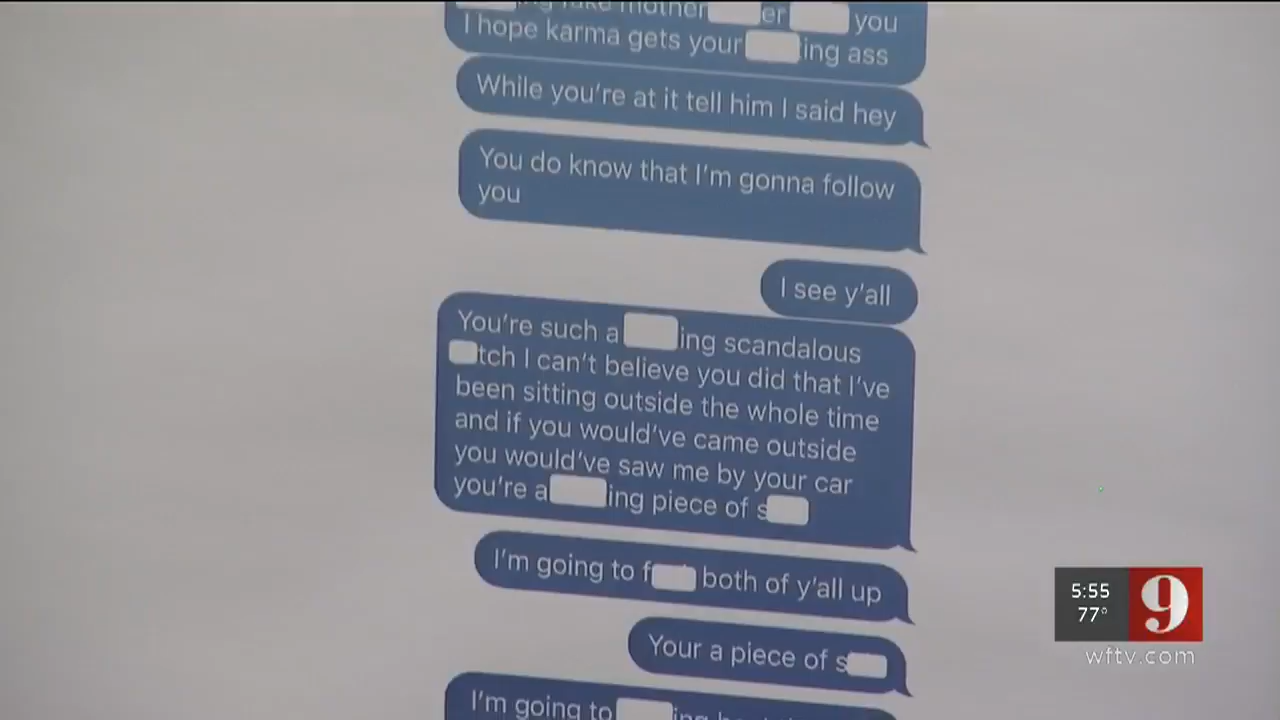 mother er you
I hope karma gets your ing ass
While you're at it tell him I said hey
You do know that I'm gonna follow
you
I see y'all
You're such a ing scandalous
tch I can't believe you did that I've
been sitting outside the whole time
and if you would've came outside
you would've saw me by your car
you're a ing piece of s
I'm going to f both of y'all up
Your a piece of s
I'm going to
5:55
77°
9
wftv.com